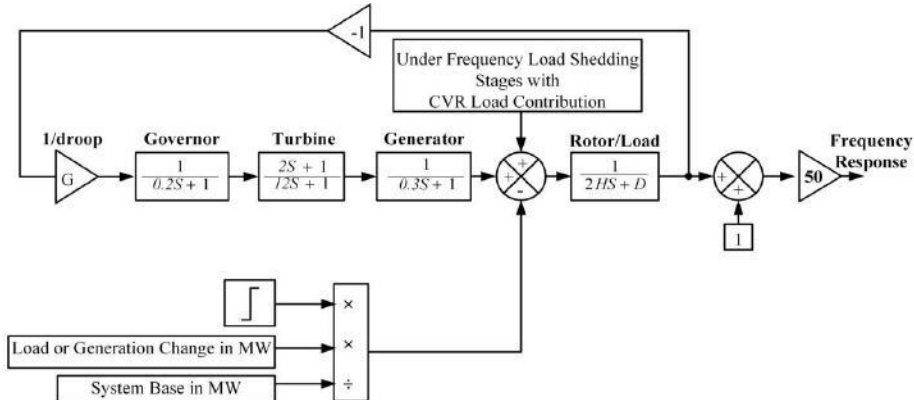 -1
Under Frequency Load Shedding
Stages with
CVR Load Contribution
1/droop
Governor
Turbine
Generator
Rotor/Load
Frequency
Response
G
1
0.2S + 1
2S + 1
12S + 1
1
0.3S + 1
+
+
-
1
2HS + D
+
+
50
1
×
Load or Generation Change in MW
×
System Base in MW
÷